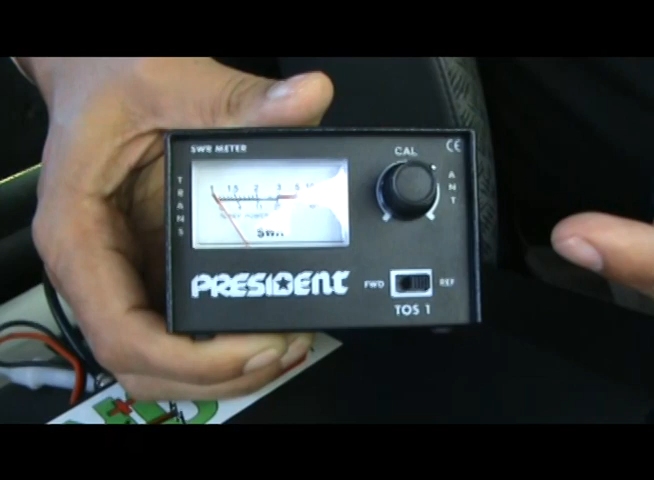 SWR METER
CAL
CE
TRANS
ANT
1 1.5 2 3 5
SWR
PRESIDENT
FWD
REF
TOS 1